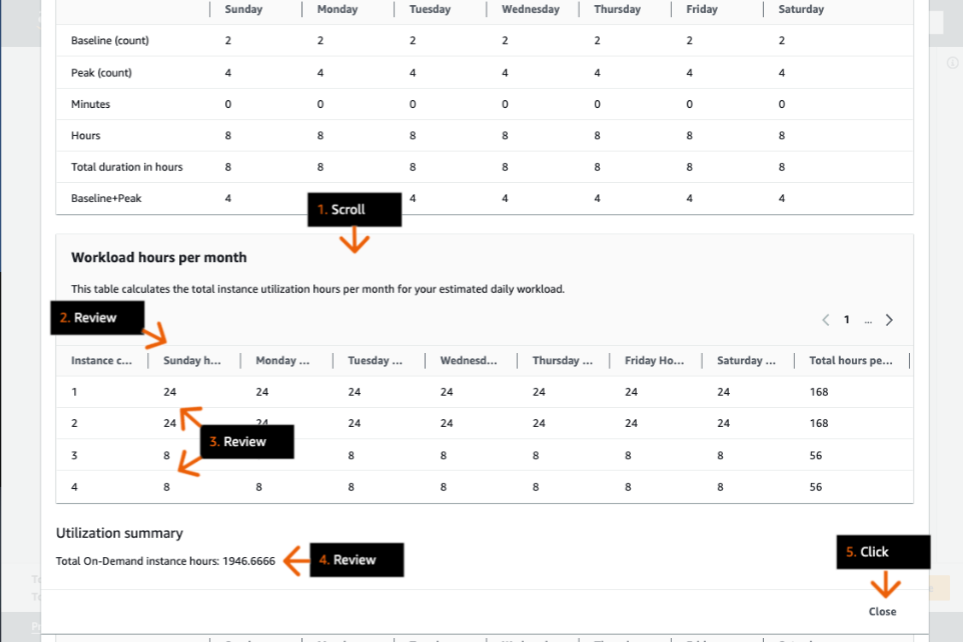 Sunday Monday Tuesday Wednesday Thursday Friday Saturday
Baseline (count) 2 2 2 2 2 2 2
Peak (count) 4 4 4 4 4 4 4
Minutes 0 0 0 0 0 0 0
Hours 8 8 8 8 8 8 8
Total duration in hours 8 8 8 8 8 8 8
Baseline+Peak 4 4 4 4 4 4
1. Scroll
Workload hours per month
This table calculates the total instance utilization hours per month for your estimated daily workload.
2. Review
1 ...
Instance c... Sunday h... Monday ... Tuesday ... Wednesd... Thursday ... Friday Ho... Saturday ... Total hours pe...
1 24 24 24 24 24 24 24 168
2 24 24 24 24 24 24 24 168
3. Review
3 8 8 8 8 8 8 56
4 8 8 8 8 8 8 8 56
Utilization summary
Total On-Demand instance hours: 1946.6666
4. Review
5. Click
Close